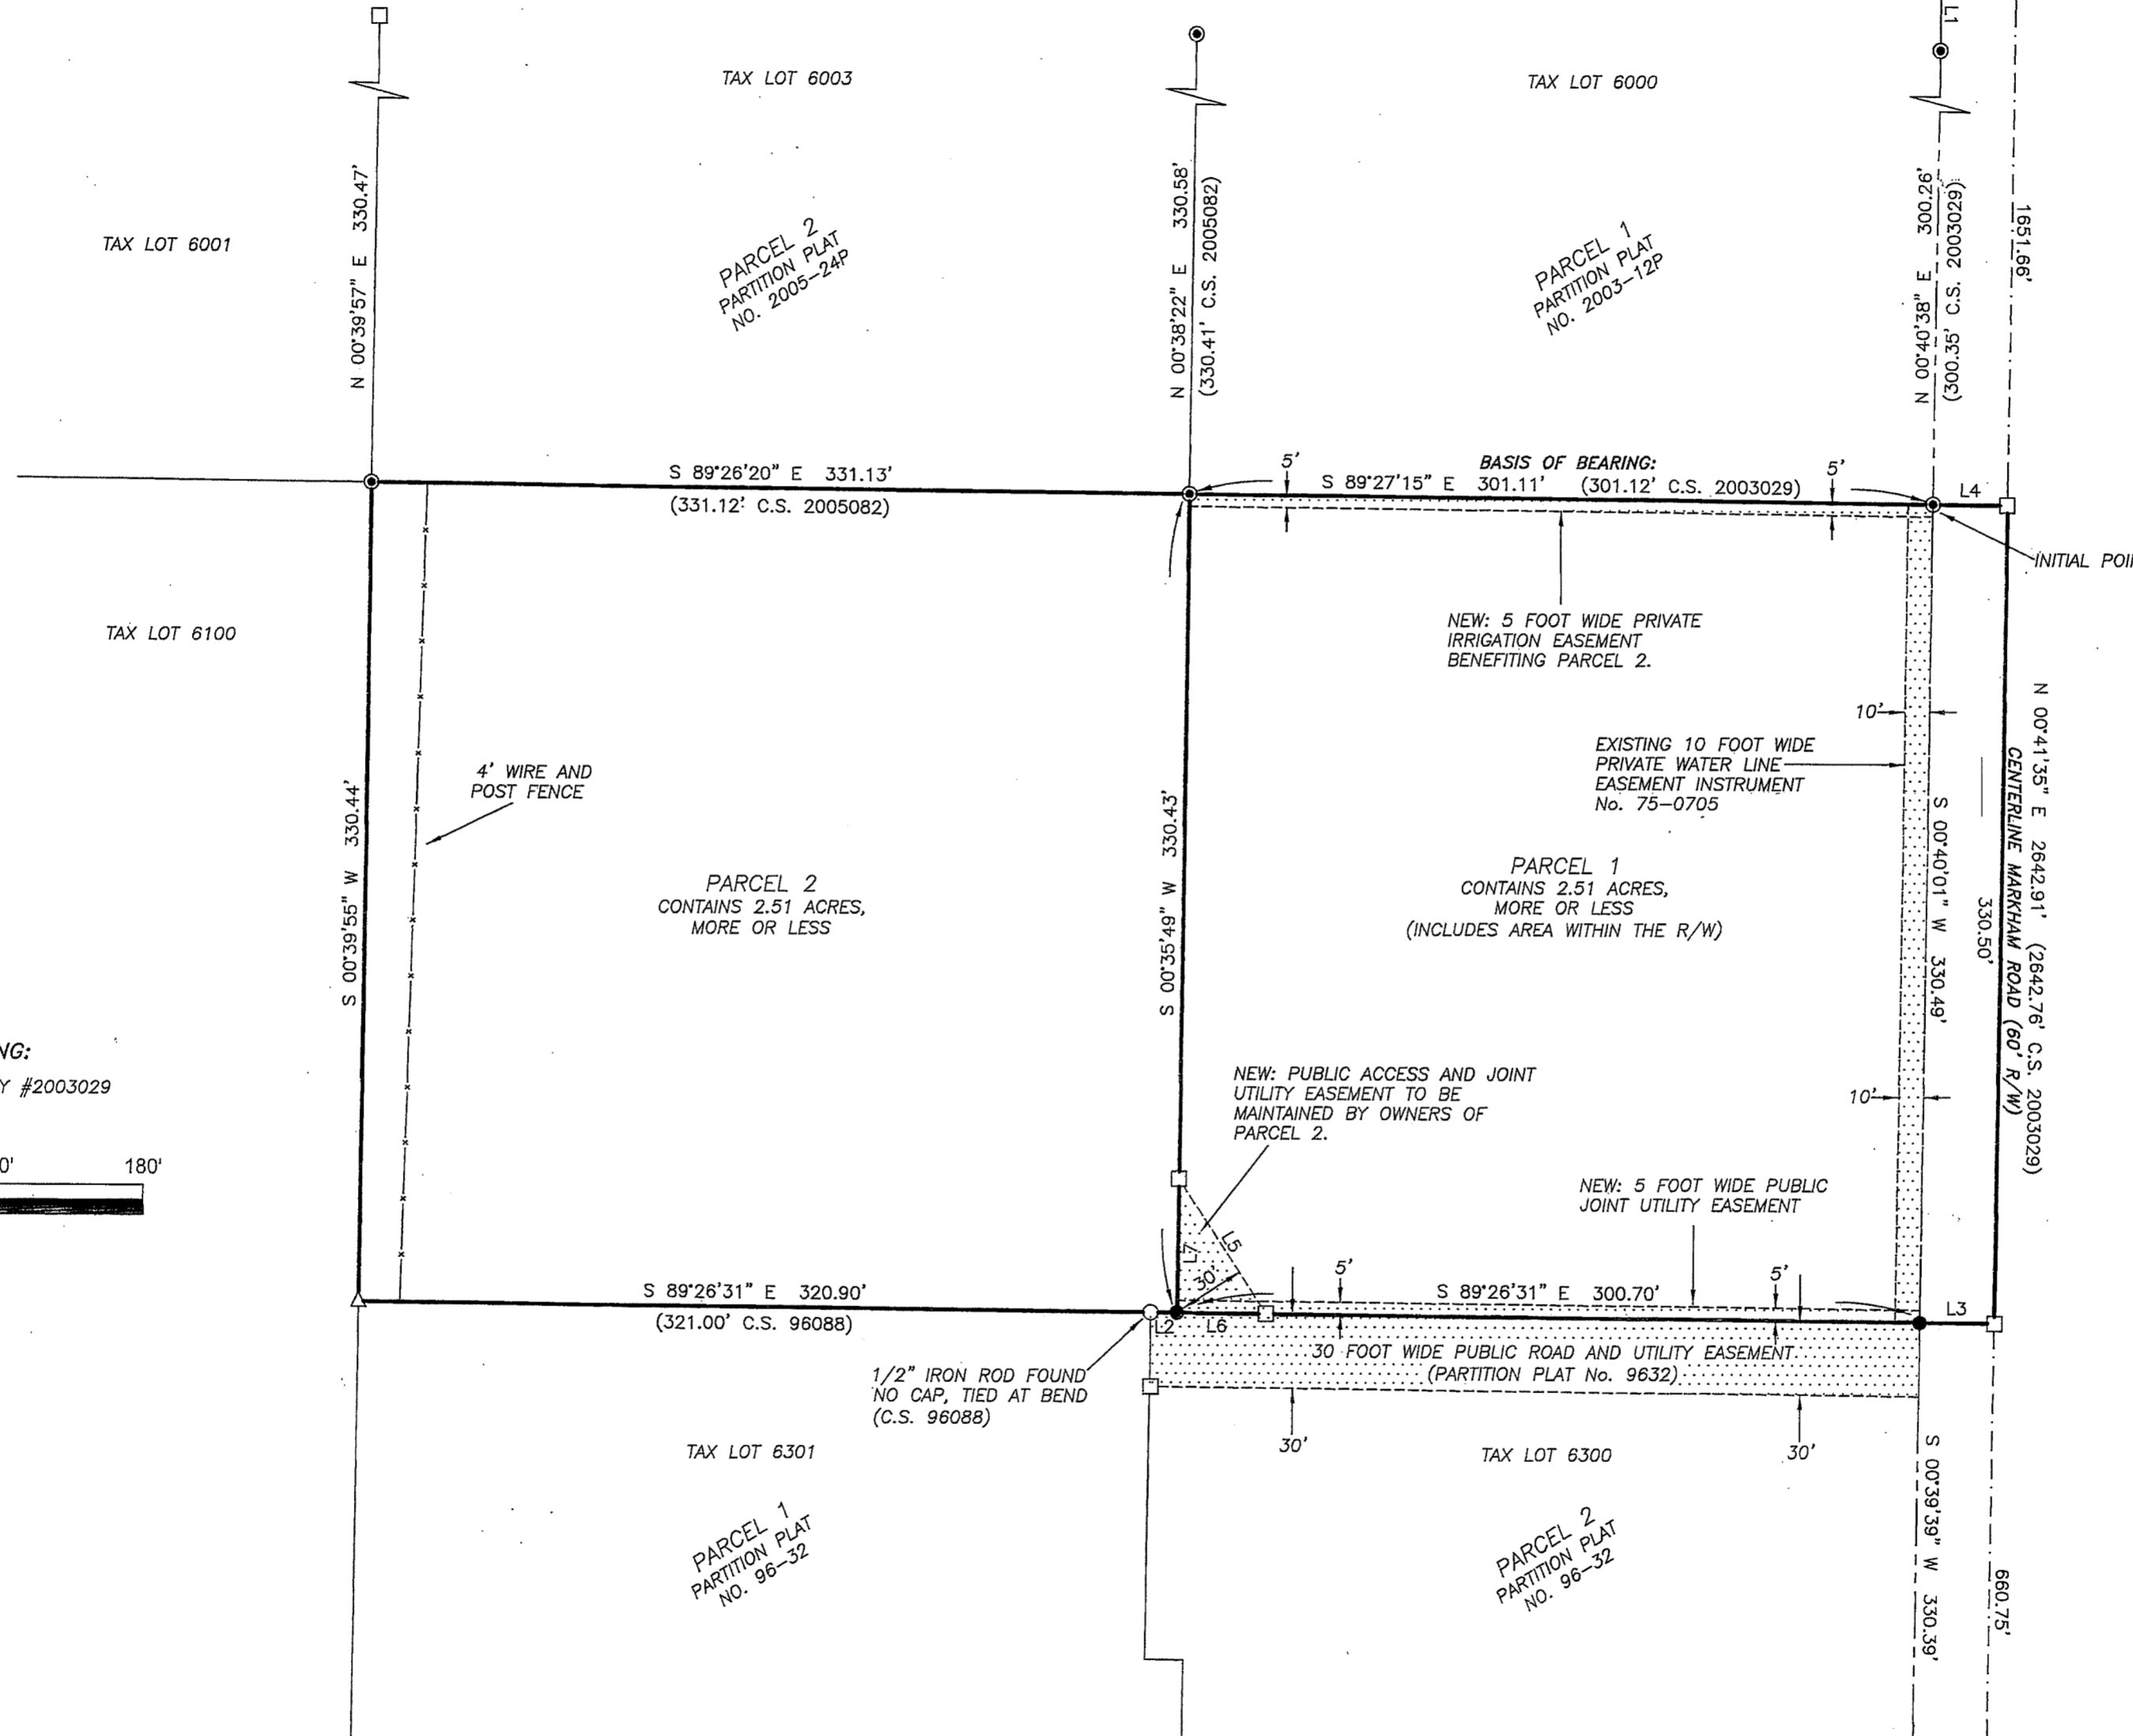 L1
TAX LOT 6003
TAX LOT 6000
TAX LOT 6001
N 00°39'57" E 330.47'
PARCEL 2
PARTITION PLAT
NO. 2005-24P
N 00°38'22" E 330.58'
(330.41' C.S. 2005082)
PARCEL 1
PARTITION PLAT
NO. 2003-12P
N 00°40'38" E 300.26'
(300.35' C.S. 2003029)
1651.66'
S 89°26'20" E 331.13'
(331.12' C.S. 2005082)
5'
BASIS OF BEARING:
S 89°27'15" E 301.11' (301.12' C.S. 2003029)
5'
L4
INITIAL
TAX LOT 6100
NEW: 5 FOOT WIDE PRIVATE
IRRIGATION EASEMENT
BENEFITING PARCEL 2.
10'
EXISTING 10 FOOT WIDE
PRIVATE WATER LINE
EASEMENT INSTRUMENT
No. 75-0705
4' WIRE AND
POST FENCE
S 00°39'55" W 330.44'
PARCEL 2
CONTAINS 2.51 ACRES,
MORE OR LESS
S 00°35'49" W 330.43'
PARCEL 1
CONTAINS 2.51 ACRES,
MORE OR LESS
(INCLUDES AREA WITHIN THE R/W)
S 00°40'01" W 330.49'
330.50'
CENTERLINE MARKHAM ROAD (60' R/W)
N 00°41'35" E 2642.91' (2642.76' C.S. 2003029)
NG:
Y #2003029
0'
180'
NEW: PUBLIC ACCESS AND JOINT
UTILITY EASEMENT TO BE
MAINTAINED BY OWNERS OF
PARCEL 2.
10'
NEW: 5 FOOT WIDE PUBLIC
JOINT UTILITY EASEMENT
L7
L5
30'
S 89°26'31" E 320.90'
(321.00' C.S. 96088)
5'
S 89°26'31" E 300.70'
5'
L3
L2
L6
30 FOOT WIDE PUBLIC ROAD AND UTILITY EASEMENT
(PARTITION PLAT No. 9632)
1/2" IRON ROD FOUND
NO CAP, TIED AT BEND
(C.S. 96088)
30'
30'
TAX LOT 6301
TAX LOT 6300
PARCEL 1
PARTITION PLAT
NO. 96-32
PARCEL 2
PARTITION PLAT
NO. 96-32
S 00°39'39" W 330.39'
660.75'